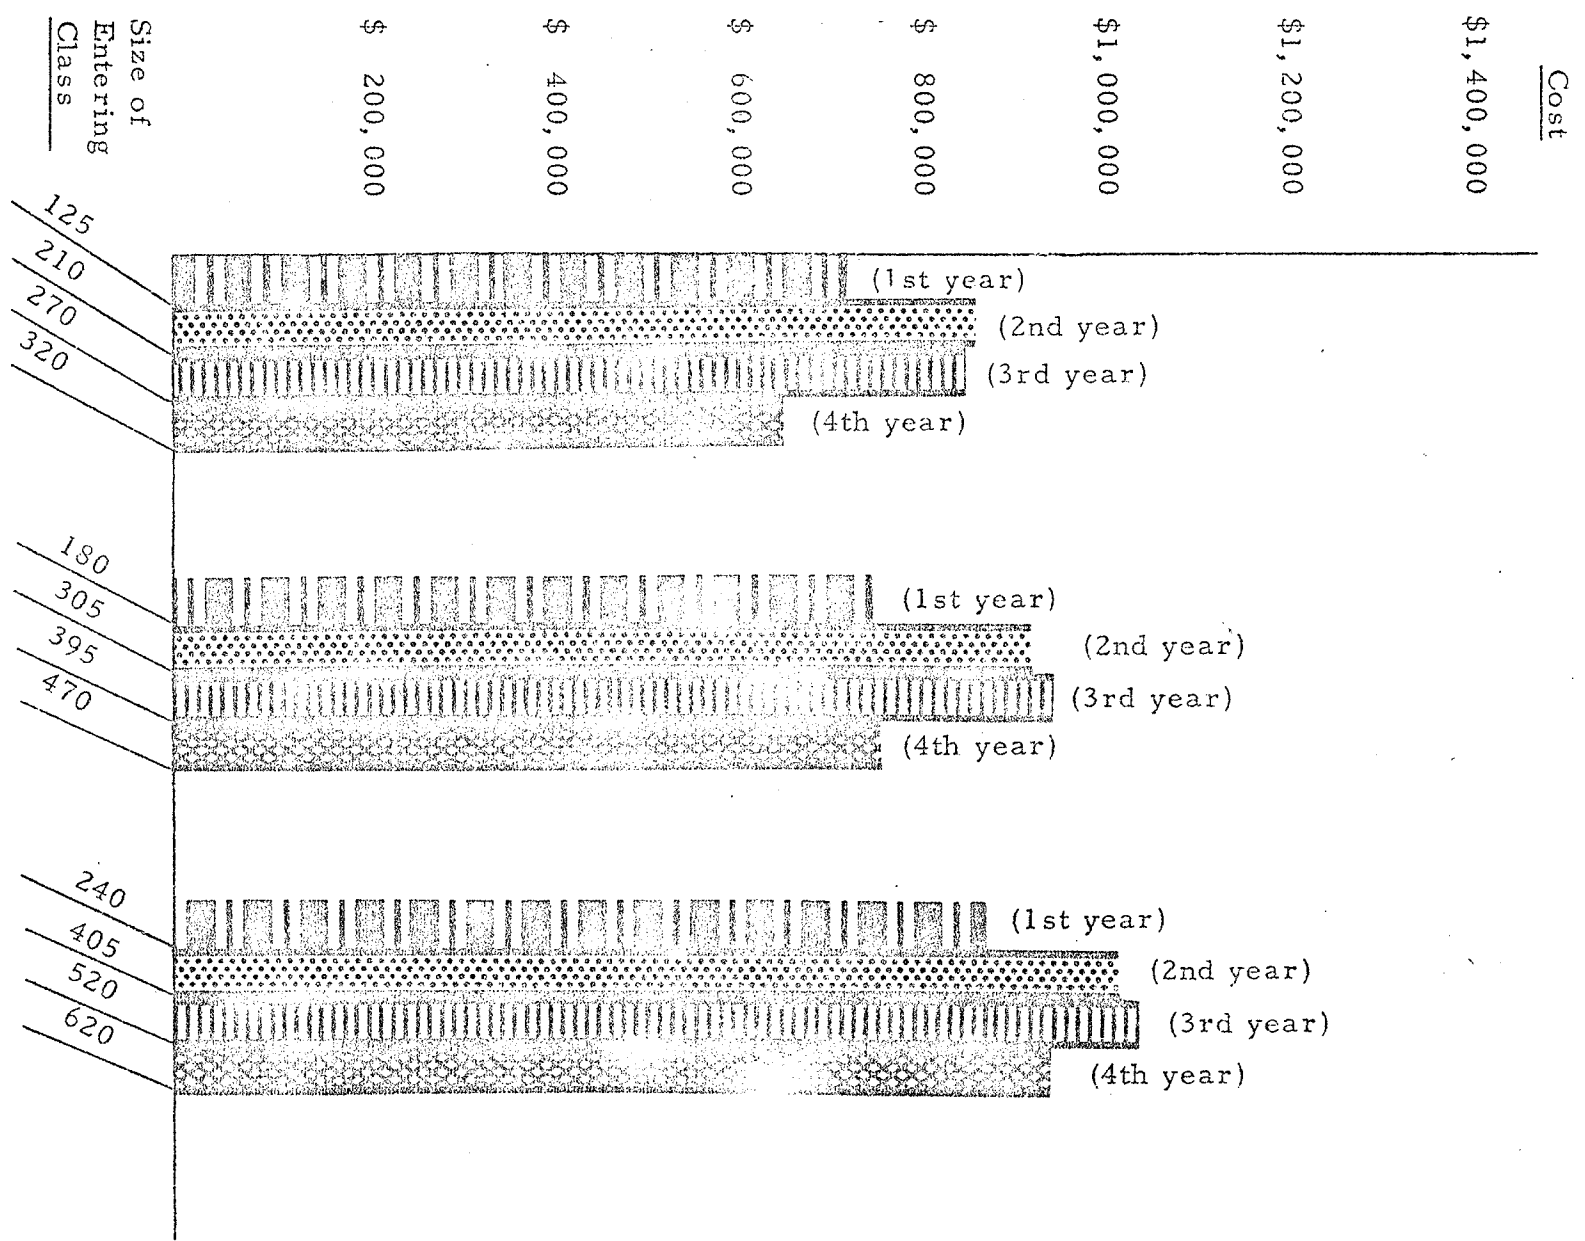 Cost
$1,400,000
$1,200,000
$1,000,000
$ 800,000
$ 600,000
$ 400,000
$ 200,000
Size of
Entering
Class
125
210
270
320
(1st year)
(2nd year)
(3rd year)
(4th year)
180
305
395
470
(1st year)
(2nd year)
(3rd year)
(4th year)
240
405
520
620
(1st year)
(2nd year)
(3rd year)
(4th year)